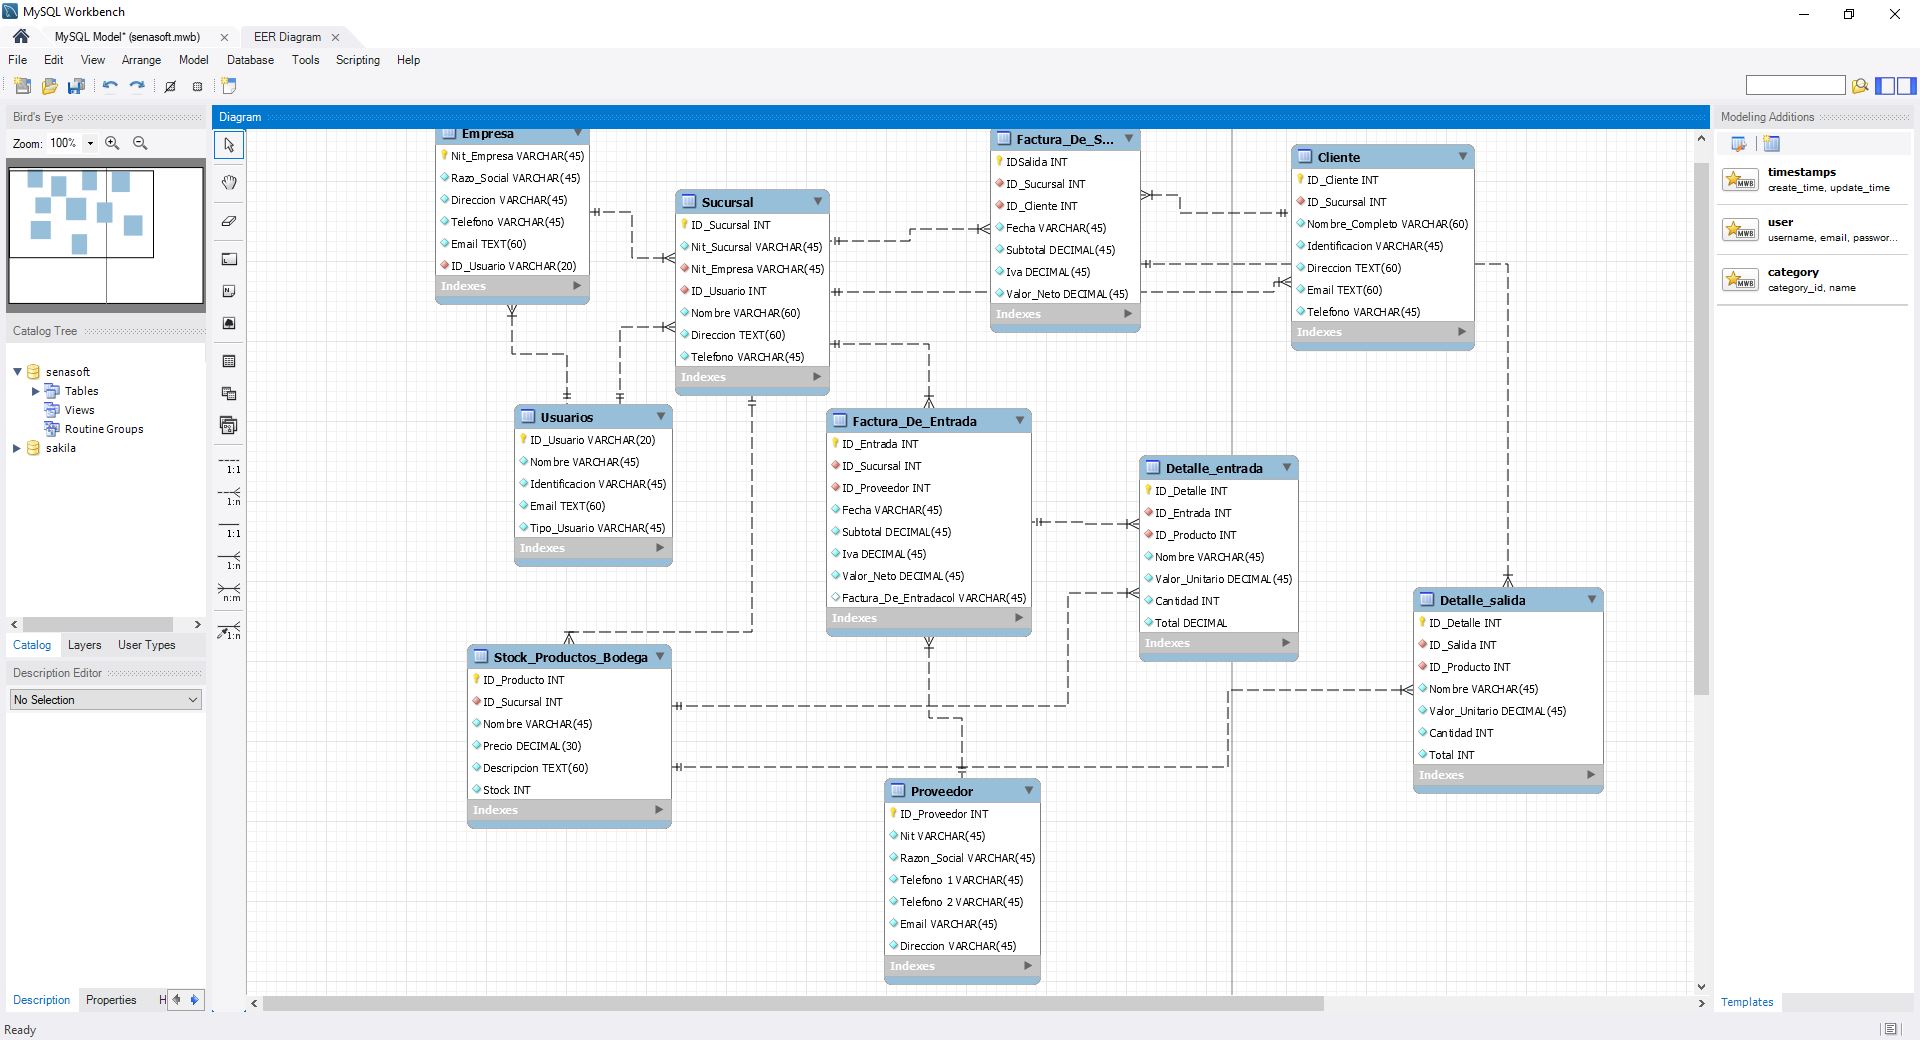 MySQL Workbench
MySQL Model* (senasoft.mwb)
EER Diagram
File Edit View Arrange Model Database Tools Scripting Help
Bird's Eye
Zoom: 100%
Catalog Tree
senasoft
Tables
Views
Routine Groups
sakila
Catalog Layers User Types
Description Editor
No Selection
Description Properties H
Ready
Diagram
1:1
1:n
1:1
1:n
n:m
1:n
Empresa
Nit_Empresa VARCHAR(45)
Razo_Social VARCHAR(45)
Direccion VARCHAR(45)
Telefono VARCHAR(45)
Email TEXT(60)
ID_Usuario VARCHAR(20)
Indexes
Sucursal
ID_Sucursal INT
Nit_Sucursal VARCHAR(45)
Nit_Empresa VARCHAR(45)
ID_Usuario INT
Nombre VARCHAR(60)
Direccion TEXT(60)
Telefono VARCHAR(45)
Indexes
Factura_De_S...
IDSalida INT
ID_Sucursal INT
ID_Cliente INT
Fecha VARCHAR(45)
Subtotal DECIMAL(45)
Iva DECIMAL(45)
Valor_Neto DECIMAL(45)
Indexes
Cliente
ID_Cliente INT
ID_Sucursal INT
Nombre_Completo VARCHAR(60)
Identificacion VARCHAR(45)
Direccion TEXT(60)
Email TEXT(60)
Telefono VARCHAR(45)
Indexes
Usuarios
ID_Usuario VARCHAR(20)
Nombre VARCHAR(45)
Identificacion VARCHAR(45)
Email TEXT(60)
Tipo_Usuario VARCHAR(45)
Indexes
Factura_De_Entrada
ID_Entrada INT
ID_Sucursal INT
ID_Proveedor INT
Fecha VARCHAR(45)
Subtotal DECIMAL(45)
Iva DECIMAL(45)
Valor_Neto DECIMAL(45)
Factura_De_Entradacol VARCHAR(45)
Indexes
Detalle_entrada
ID_Detalle INT
ID_Entrada INT
ID_Producto INT
Nombre VARCHAR(45)
Valor_Unitario DECIMAL(45)
Cantidad INT
Total DECIMAL
Indexes
Detalle_salida
ID_Detalle INT
ID_Salida INT
ID_Producto INT
Nombre VARCHAR(45)
Valor_Unitario DECIMAL(45)
Cantidad INT
Total INT
Indexes
Stock_Productos_Bodega
ID_Producto INT
ID_Sucursal INT
Nombre VARCHAR(45)
Precio DECIMAL(30)
Descripcion TEXT(60)
Stock INT
Indexes
Proveedor
ID_Proveedor INT
Nit VARCHAR(45)
Razon_Social VARCHAR(45)
Telefono 1 VARCHAR(45)
Telefono 2 VARCHAR(45)
Email VARCHAR(45)
Direccion VARCHAR(45)
Indexes
Modeling Additions
MWB
timestamps
create_time, update_time
MWB
user
username, email, passwor...
MWB
category
category_id, name
Templates